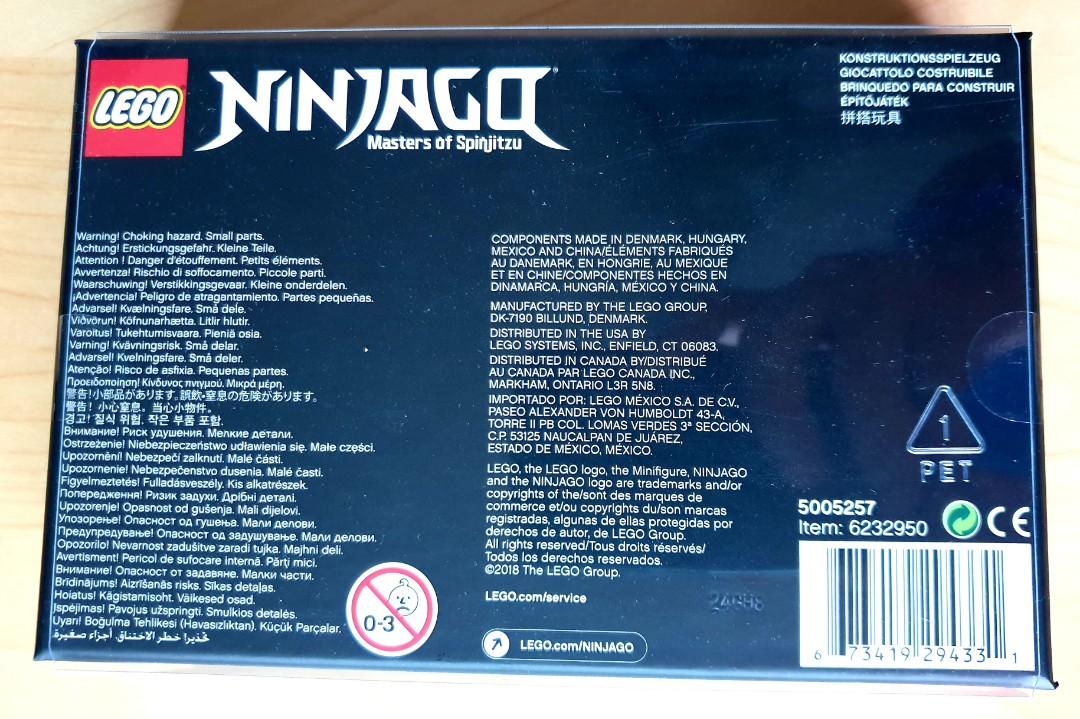 LEGO
NINJAGO
Masters of Spinjitzu
KONSTRUKTIONSSPIELZEUG
GIOCATTOLO COSTRUIBILE
BRINQUEDO PARA CONSTRUIR
ÉPÍTŐJÁTÉK
拼搭玩具
Warning! Choking hazard. Small parts.
Achtung! Erstickungsgefahr. Kleine Teile.
Attention ! Danger d'étouffement. Petits éléments.
Avvertenza! Rischio di soffocamento. Piccole parti.
Waarschuwing! Verstikkingsgevaar. Kleine onderdelen.
¡Advertencia! Peligro de atragantamiento. Partes pequeñas.
Advarsel! Kvælningsfare. Små dele.
Viðvörun! Köfnunarhætta. Litlir hlutir.
Varoitus! Tukehtumisvaara. Pieniä osia.
Varning! Kvävningsrisk. Små delar.
Advarsel! Kvelningsfare. Små deler.
Atenção! Risco de asfixia. Pequenas partes.
Προειδοποίηση! Κίνδυνος πνιγμού. Μικρά μέρη.
警告!小部品があります。誤飲・窒息の危険があります。
警告! 小心窒息。当心小物件。
경고! 질식 위험. 작은 부품 포함.
Внимание! Риск удушения. Мелкие детали.
Ostrzeżenie! Niebezpieczeństwo udławienia się. Małe części.
Upozornění! Nebezpečí zalknutí. Malé části.
Upozornenie! Nebezpečenstvo dusenia. Malé časti.
Figyelmeztetés! Fulladásveszély. Kis alkatrészek.
Попередження! Ризик задухи. Дрібні деталі.
Upozorenje! Opasnost od gušenja. Mali dijelovi.
Упозорење! Опасност од гушења. Мали делови.
Предупредување! Опасност од задушување. Мали делови.
Opozorilo! Nevarnost zadušitve zaradi tujka. Majhni deli.
Avertisment! Pericol de sufocare internă. Părți mici.
Внимание! Опасност от задавяне. Малки части.
Brīdinājums! Aizrīšanās risks. Sīkas detaļas.
Hoiatus! Kägistamisoht. Väikesed osad.
Įspėjimas! Pavojus užspringti. Smulkios detalės.
Uyarı! Boğulma Tehlikesi (Havasızlıktan). Küçük Parçalar.
تحذير! خطر الاختناق. أجزاء صغيرة.
0-3
COMPONENTS MADE IN DENMARK, HUNGARY,
MEXICO AND CHINA/ÉLÉMENTS FABRIQUÉS
AU DANEMARK, EN HONGRIE, AU MEXIQUE
ET EN CHINE/COMPONENTES HECHOS EN
DINAMARCA, HUNGRÍA, MÉXICO Y CHINA.
MANUFACTURED BY THE LEGO GROUP,
DK-7190 BILLUND, DENMARK.
DISTRIBUTED IN THE USA BY
LEGO SYSTEMS, INC., ENFIELD, CT 06083.
DISTRIBUTED IN CANADA BY/DISTRIBUÉ
AU CANADA PAR LEGO CANADA INC.,
MARKHAM, ONTARIO L3R 5N8.
IMPORTADO POR: LEGO MÉXICO S.A. DE C.V.,
PASEO ALEXANDER VON HUMBOLDT 43-A,
TORRE II PB COL. LOMAS VERDES 3ª SECCIÓN,
C.P. 53125 NAUCALPAN DE JUÁREZ,
ESTADO DE MÉXICO, MÉXICO.
LEGO, the LEGO logo, the Minifigure, NINJAGO
and the NINJAGO logo are trademarks and/or
copyrights of the/sont des marques de
commerce et/ou copyrights du/son marcas
registradas, algunas de ellas protegidas por
derechos de autor, de LEGO Group.
All rights reserved/Tous droits réservés/
Todos los derechos reservados.
©2018 The LEGO Group.
LEGO.com/service
LEGO.com/NINJAGO
1
PET
5005257
Item: 6232950
CE
6 73419 29433 1